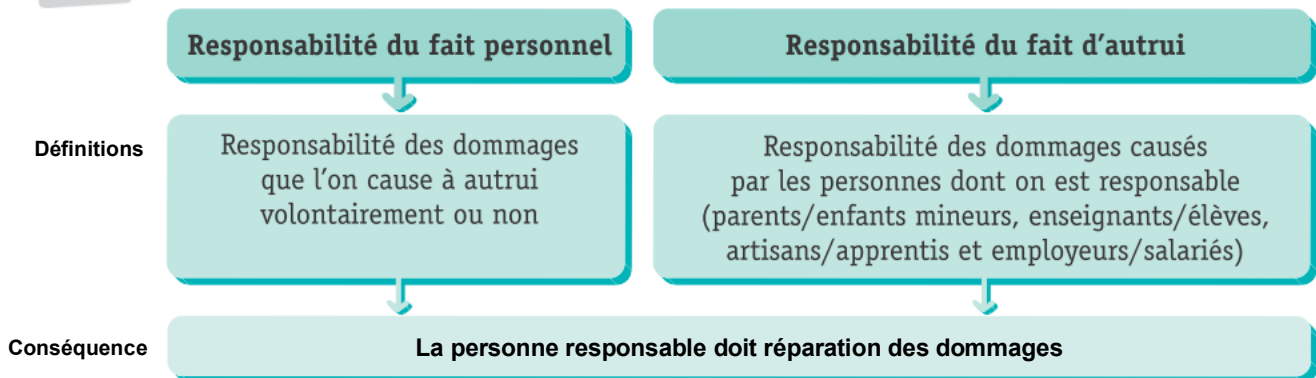 Responsabilité du fait personnel
Responsabilité du fait d'autrui
Définitions
Responsabilité des dommages
que l'on cause à autrui
volontairement ou non
Responsabilité des dommages causés
par les personnes dont on est responsable
(parents/enfants mineurs, enseignants/élèves,
artisans/apprentis et employeurs/salariés)
Conséquence
La personne responsable doit réparation des dommages